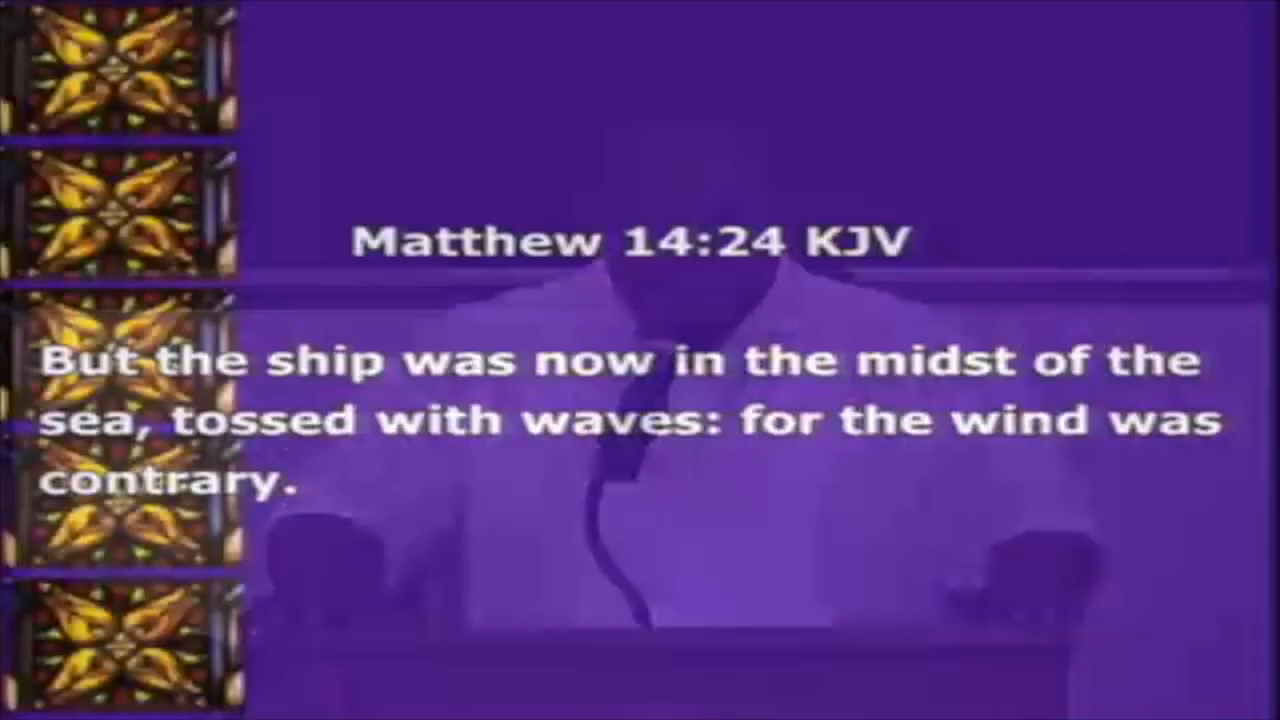 Matthew 14:24 KJV
But the ship was now in the midst of the
sea, tossed with waves: for the wind was
contrary.